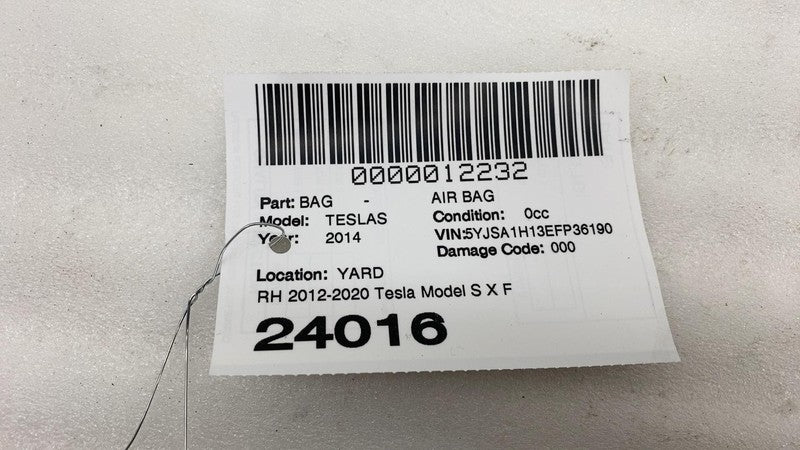 0000012232
Part: BAG - AIR BAG
Model: TESLAS Condition: 0cc
Year: 2014 VIN:5YJSA1H13EFP36190
Damage Code: 000
Location: YARD
RH 2012-2020 Tesla Model S X F
24016